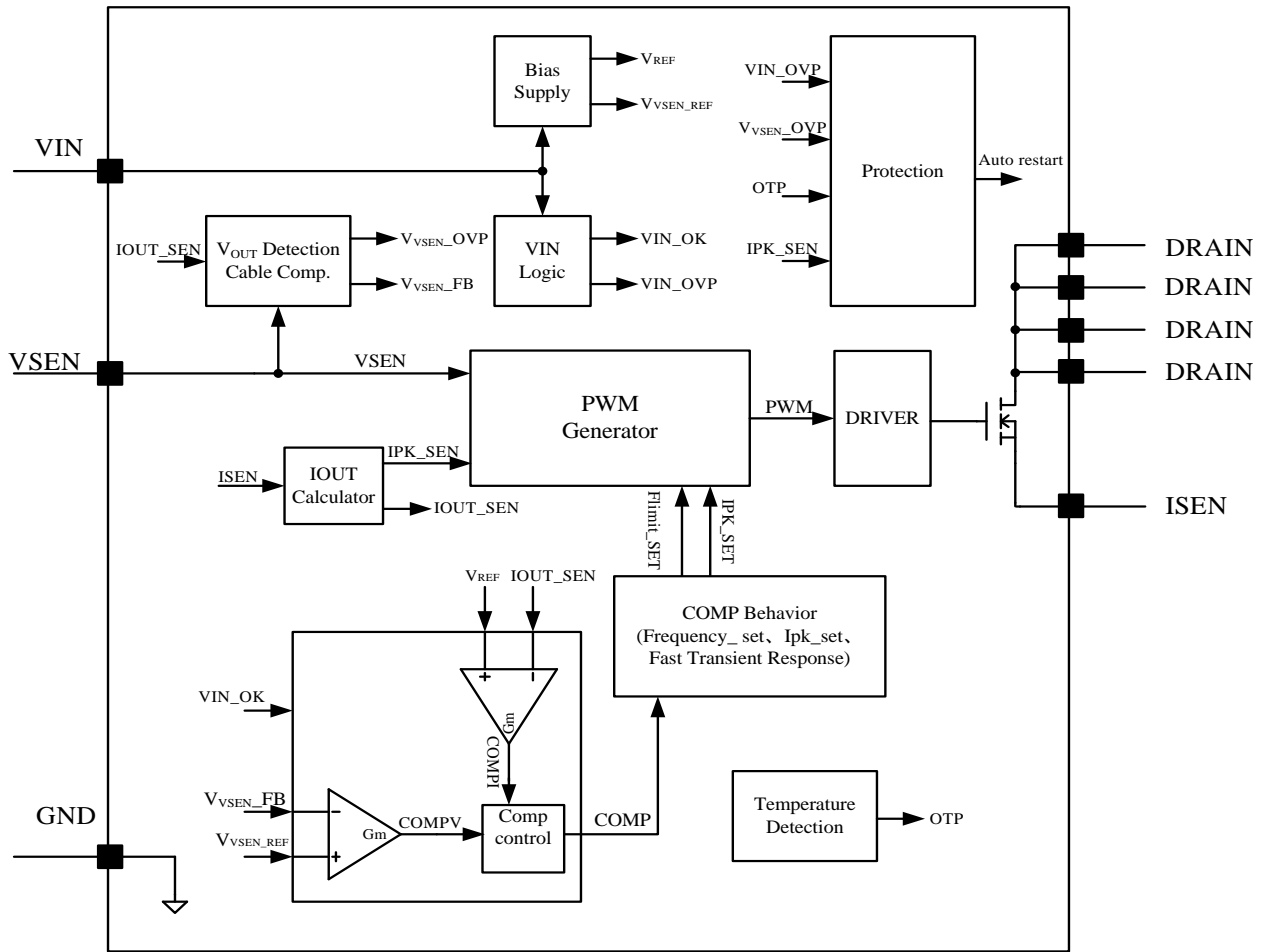 Bias
Supply
VREF
VVSEN_REF
VIN
VIN_OVP
VVSEN_OVP
OTP
IPK_SEN
Protection
Auto restart
IOUT_SEN
VOUT Detection
Cable Comp.
VVSEN_OVP
VVSEN_FB
VIN
Logic
VIN_OK
VIN_OVP
DRAIN
DRAIN
DRAIN
DRAIN
VSEN
VSEN
PWM
Generator
PWM
DRIVER
ISEN
IOUT
Calculator
IPK_SEN
IOUT_SEN
ISEN
Flimit_SET
IPK_SET
VREF
IOUT_SEN
COMP Behavior
(Frequency_ set、Ipk_set、
Fast Transient Response)
+
−
Gm
COMPI
VIN_OK
VVSEN_FB
VVSEN_REF
−
+
Gm
COMPV
Comp
control
COMP
Temperature
Detection
OTP
GND